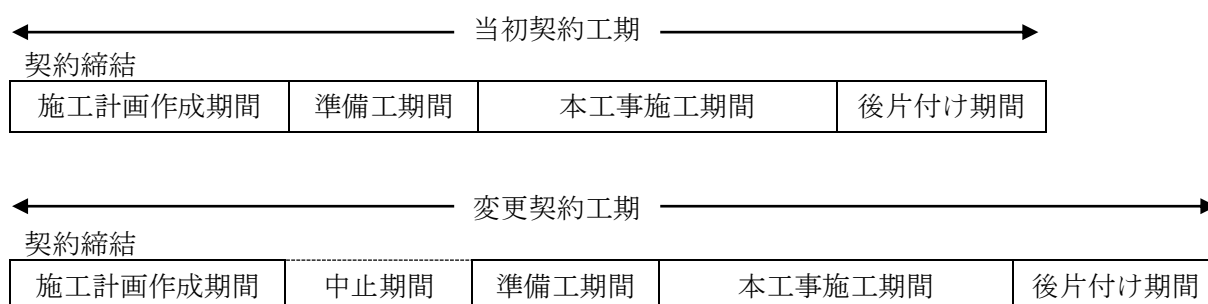 当初契約工期
契約締結
施工計画作成期間 準備工期間 本工事施工期間 後片付け期間
変更契約工期
契約締結
施工計画作成期間 中止期間 準備工期間 本工事施工期間 後片付け期間